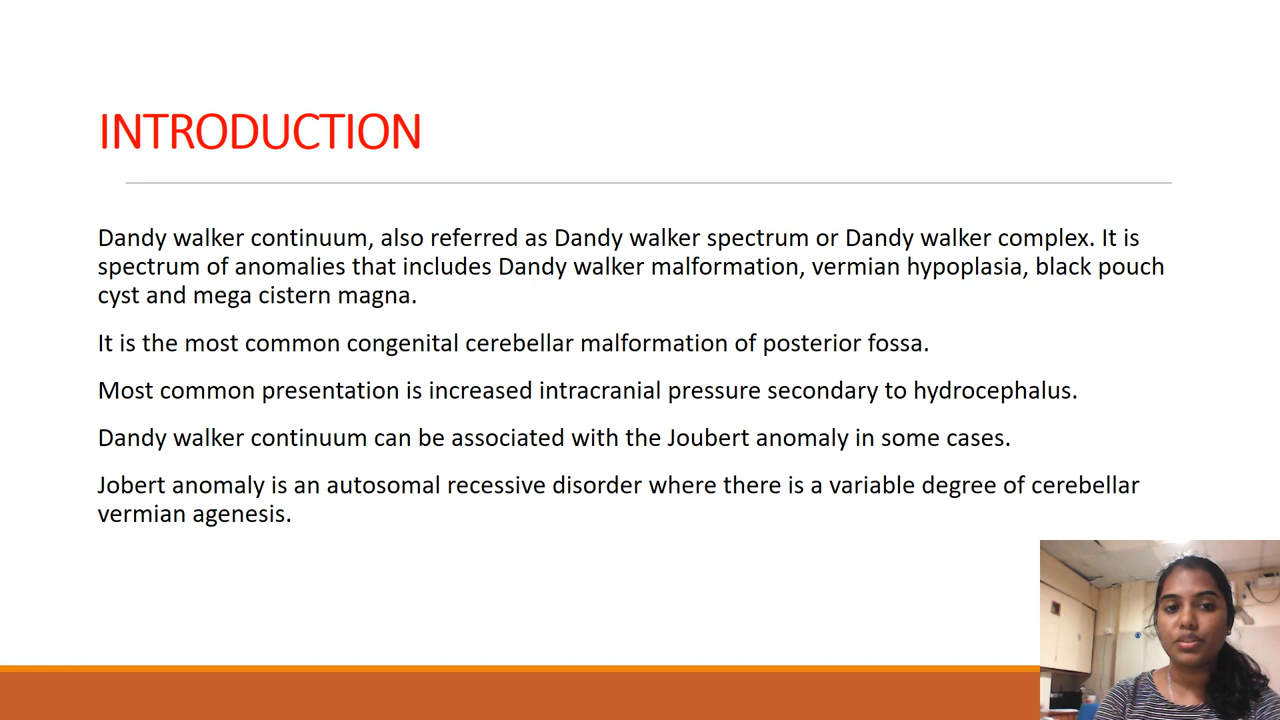 INTRODUCTION
Dandy walker continuum, also referred as Dandy walker spectrum or Dandy walker complex. It is
spectrum of anomalies that includes Dandy walker malformation, vermian hypoplasia, black pouch
cyst and mega cistern magna.
It is the most common congenital cerebellar malformation of posterior fossa.
Most common presentation is increased intracranial pressure secondary to hydrocephalus.
Dandy walker continuum can be associated with the Joubert anomaly in some cases.
Jobert anomaly is an autosomal recessive disorder where there is a variable degree of cerebellar
vermian agenesis.